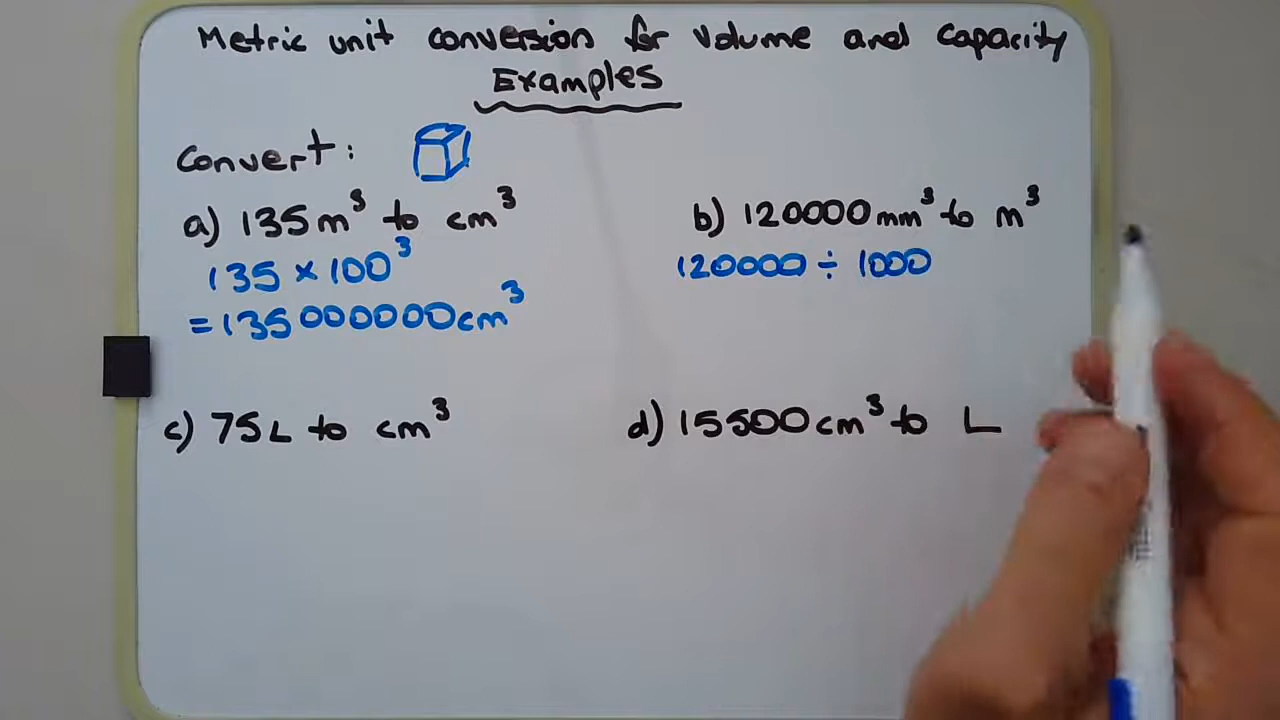 Metric unit conversion for volume and capacity
Examples
Convert:
a) 135m³ to cm³
135 × 100³
= 135000000cm³
b) 120000mm³ to m³
120000 ÷ 1000
c) 75L to cm³
d) 15500cm³ to L